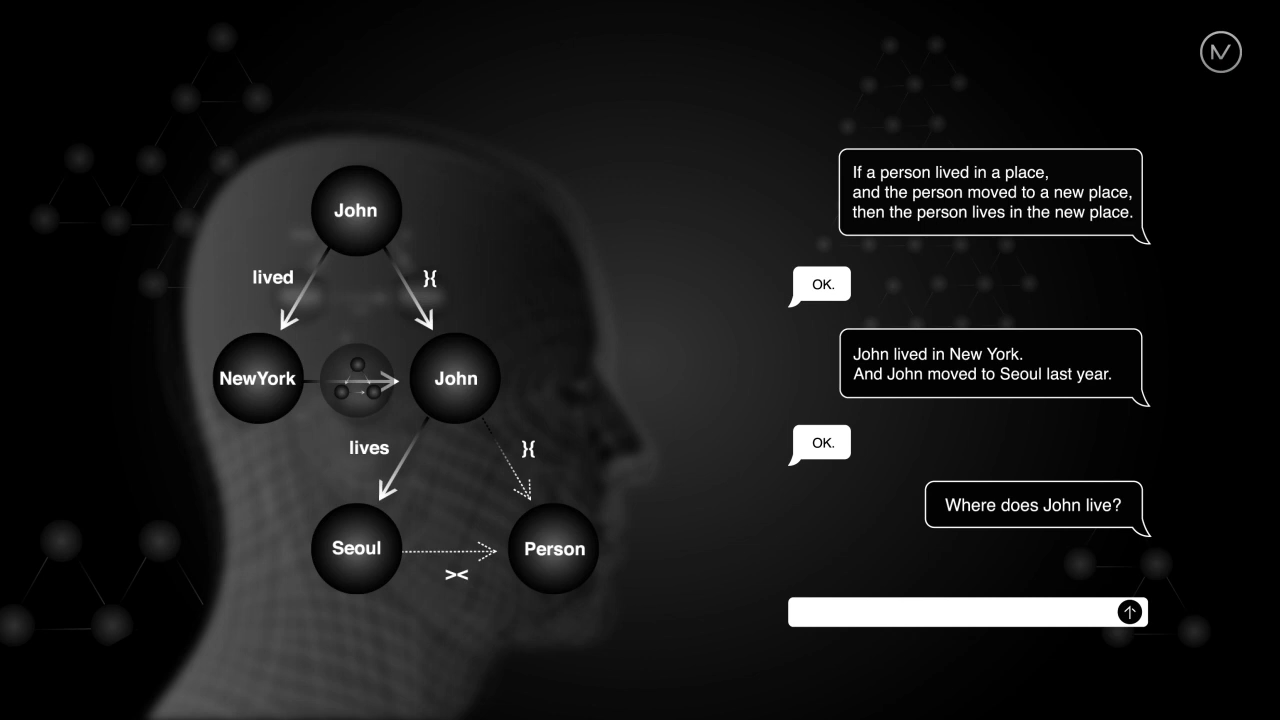 John
lived
}{
NewYork
John
lives
}{
Seoul
Person
><
If a person lived in a place,
and the person moved to a new place,
then the person lives in the new place.
OK.
John lived in New York.
And John moved to Seoul last year.
OK.
Where does John live?